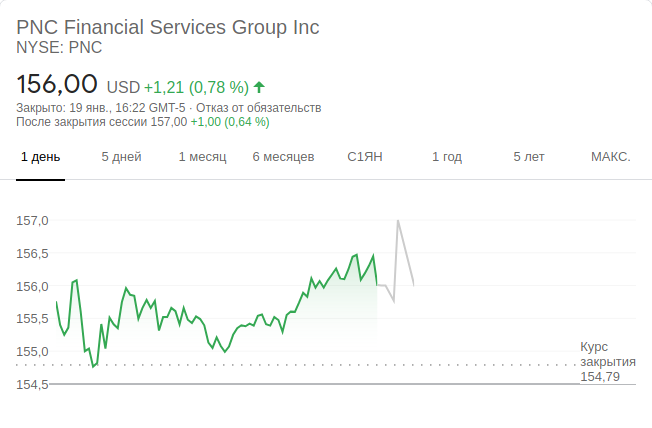 PNC Financial Services Group Inc
NYSE: PNC
156,00 USD +1,21 (0,78 %)
Закрыто: 19 янв., 16:22 GMT-5 · Отказ от обязательств
После закрытия сессии 157,00 +1,00 (0,64 %)
1 день 5 дней 1 месяц 6 месяцев С1ЯН 1 год 5 лет МАКС.
157,0
156,5
156,0
155,5
155,0
154,5
Курс
закрытия
154,79